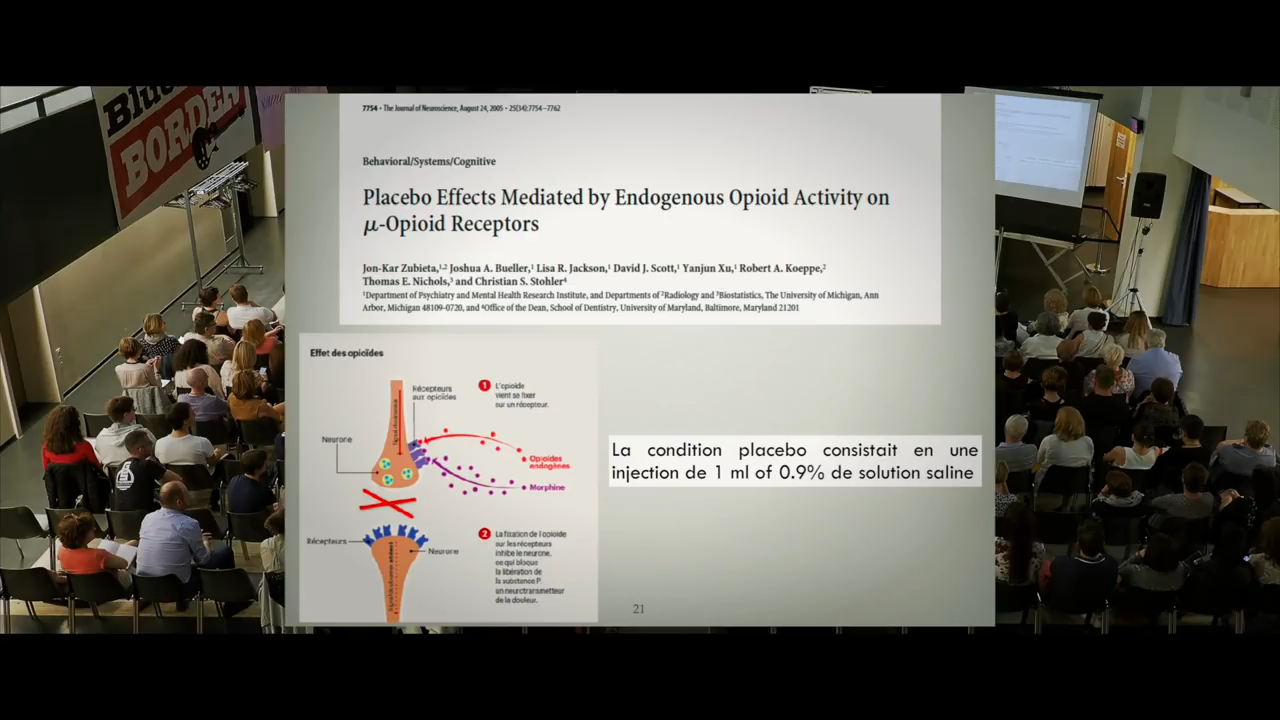 Blue
BORDER
7754 • The Journal of Neuroscience, August 24, 2005 • 25(34):7754–7762
Behavioral/Systems/Cognitive
Placebo Effects Mediated by Endogenous Opioid Activity on
μ-Opioid Receptors
Jon-Kar Zubieta,1,2 Joshua A. Bueller,1 Lisa R. Jackson,1 David J. Scott,1 Yanjun Xu,1 Robert A. Koeppe,2
Thomas E. Nichols,3 and Christian S. Stohler4
1Department of Psychiatry and Mental Health Research Institute, and Departments of 2Radiology and 3Biostatistics, The University of Michigan, Ann
Arbor, Michigan 48109-0720, and 4Office of the Dean, School of Dentistry, University of Maryland, Baltimore, Maryland 21201
Effet des opioïdes
Récepteurs
aux opioïdes
1 L'opioïde
vient se fixer
sur un récepteur.
Neurone
Opioïdes
endogènes
Morphine
Récepteurs
Neurone
2 La fixation de l'opioïde
sur les récepteurs
inhibe le neurone,
ce qui bloque
la libération de
la substance P,
un neurotransmetteur
de la douleur.
La condition placebo consistait en une
injection de 1 ml of 0.9% de solution saline
21